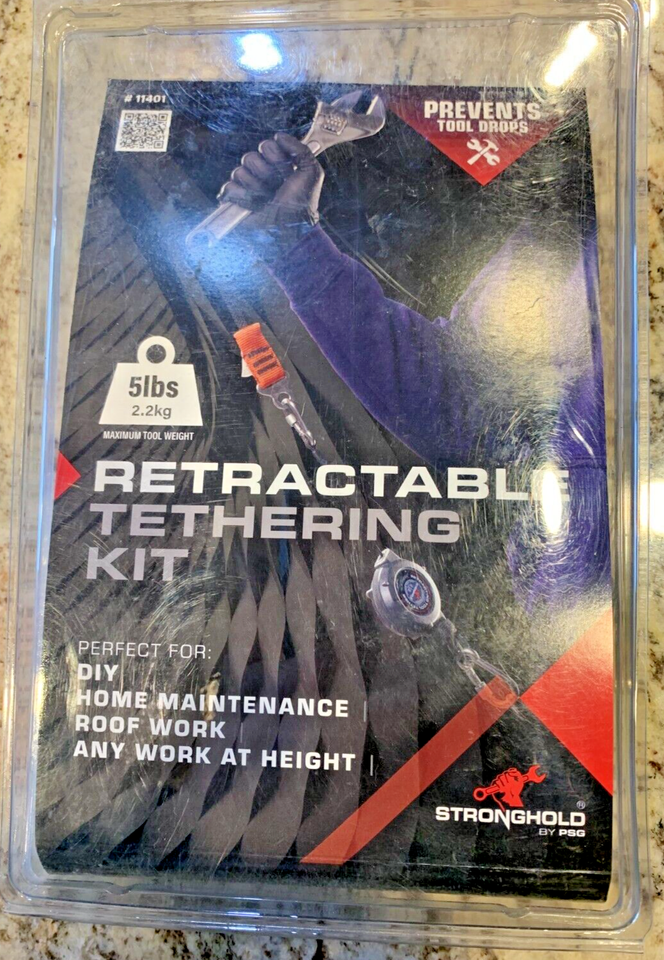 # 11401
PREVENTS
TOOL DROPS
5lbs
2.2kg
MAXIMUM TOOL WEIGHT
RETRACTABLE
TETHERING
KIT
PERFECT FOR:
DIY
HOME MAINTENANCE
ROOF WORK
ANY WORK AT HEIGHT
STRONGHOLD®
BY PSG